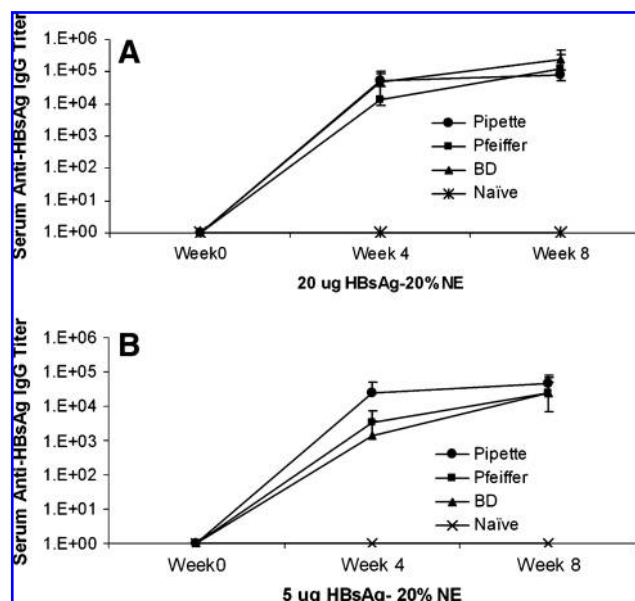 A
Serum Anti-HBsAg IgG Titer
1.E+06
1.E+05
1.E+04
1.E+03
1.E+02
1.E+01
1.E+00
Pipette
Pfeiffer
BD
Naïve
Week0 Week 4 Week 8
20 ug HBsAg-20%NE
B
Serum Anti-HBsAg IgG Titer
1.E+06
1.E+05
1.E+04
1.E+03
1.E+02
1.E+01
1.E+00
Pipette
Pfeiffer
BD
Naïve
Week0 Week 4 Week 8
5 ug HBsAg- 20% NE